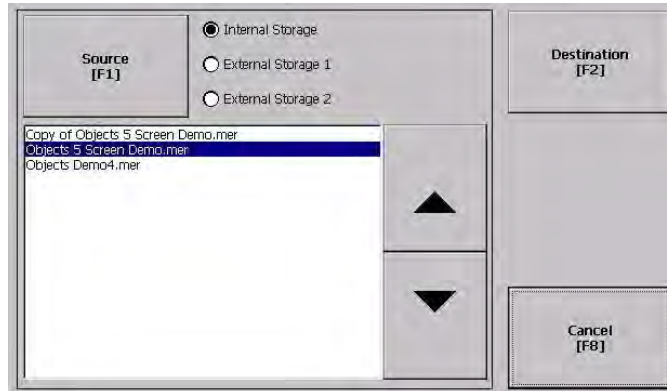 Source
[F1]
Internal Storage
External Storage 1
External Storage 2
Destination
[F2]
Copy of Objects 5 Screen Demo.mer
Objects 5 Screen Demo.mer
Objects Demo4.mer
Cancel
[F8]